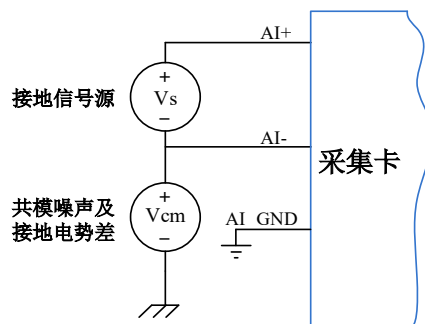 AI+
+
接地信号源
Vs
−
AI-
采集卡
+
共模噪声及
接地电势差
Vcm
−
AI GND